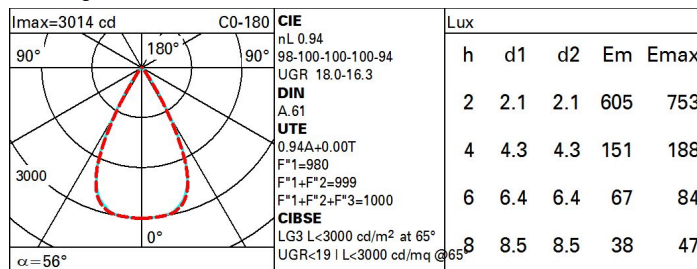 Imax=3014 cd C0-180
90° 180° 90°
3000
0°
α=56°
CIE
nL 0.94
98-100-100-100-94
UGR 18.0-16.3
DIN
A.61
UTE
0.94A+0.00T
F"1=980
F"1+F"2=999
F"1+F"2+F"3=1000
CIBSE
LG3 L<3000 cd/m² at 65°
UGR<19 | L<3000 cd/mq @65°
Lux
h d1 d2 Em Emax
2 2.1 2.1 605 753
4 4.3 4.3 151 188
6 6.4 6.4 67 84
8 8.5 8.5 38 47